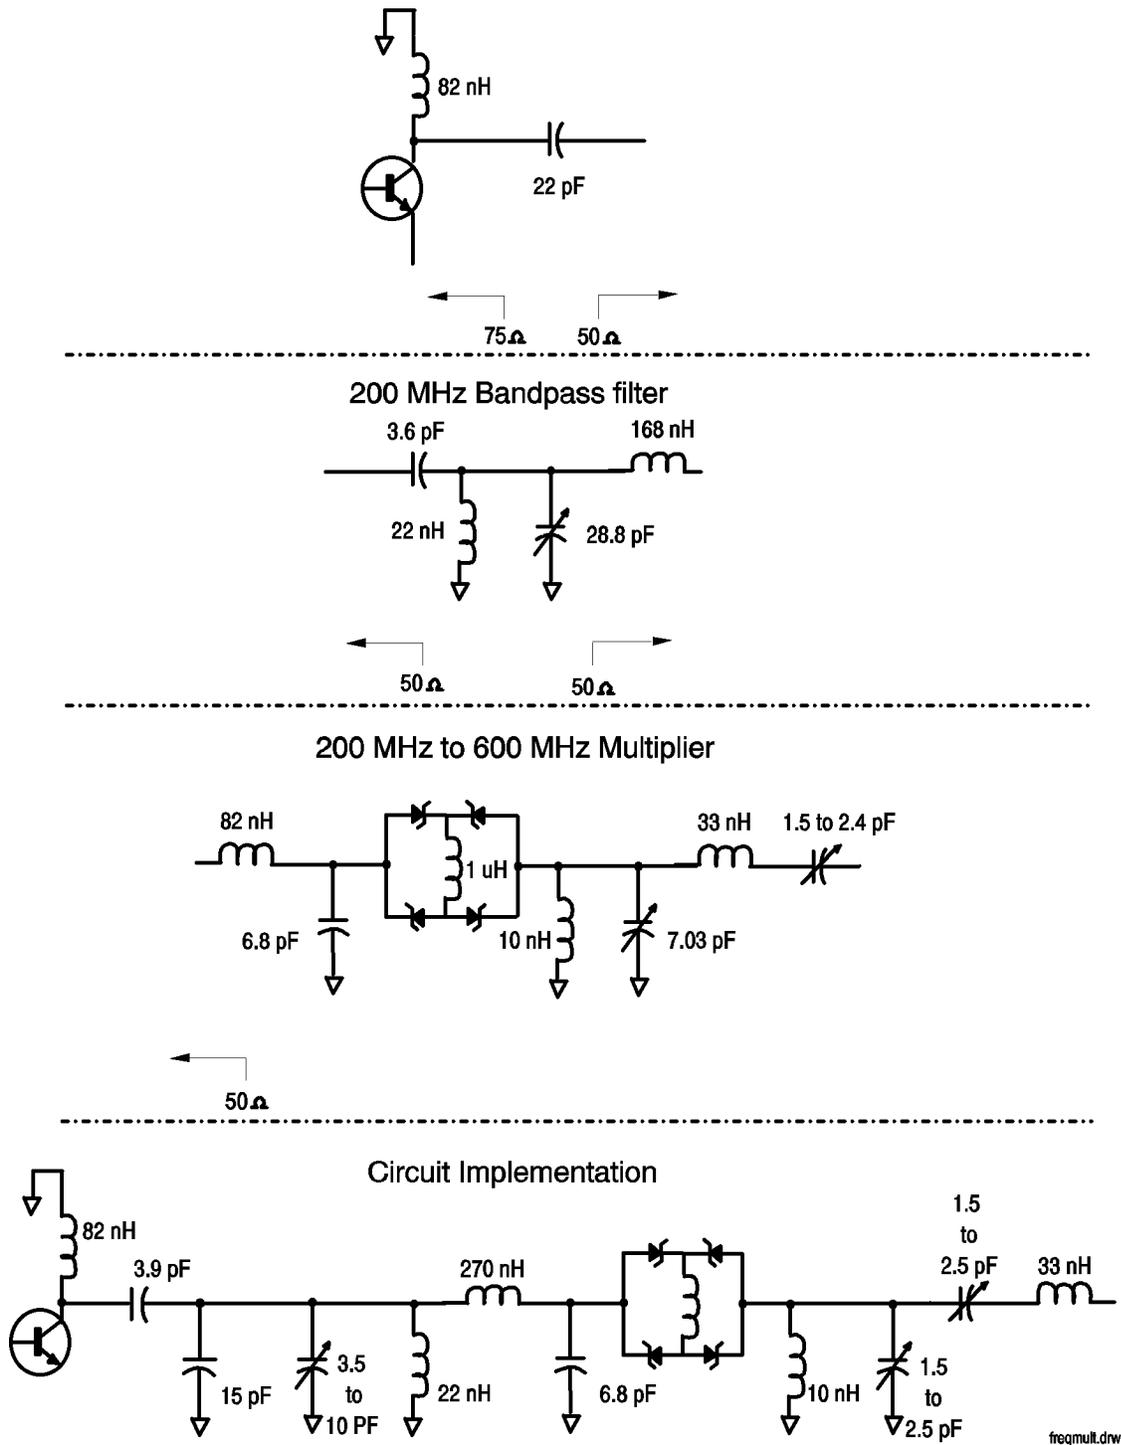 82 nH
22 pF
75Ω
50Ω
200 MHz Bandpass filter
3.6 pF
168 nH
22 nH
28.8 pF
50Ω
50Ω
200 MHz to 600 MHz Multiplier
82 nH
33 nH
1.5 to 2.4 pF
1 uH
6.8 pF
10 nH
7.03 pF
50Ω
Circuit Implementation
82 nH
3.9 pF
270 nH
1.5
to
2.5 pF
33 nH
15 pF
3.5
to
10 PF
22 nH
6.8 pF
10 nH
1.5
to
2.5 pF
freqmult.drw